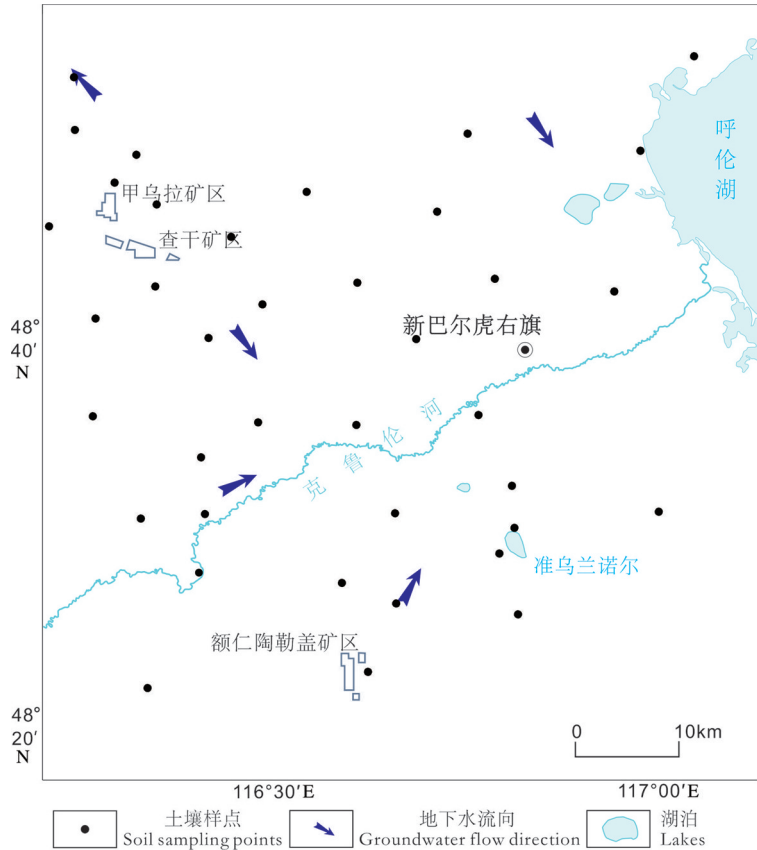 呼伦湖
甲乌拉矿区
查干矿区
48°
40′
N
新巴尔虎右旗
克鲁伦河
准乌兰诺尔
额仁陶勒盖矿区
48°
20′
N
0 10km
116°30′E 117°00′E
土壤样点
Soil sampling points
地下水流向
Groundwater flow direction
湖泊
Lakes